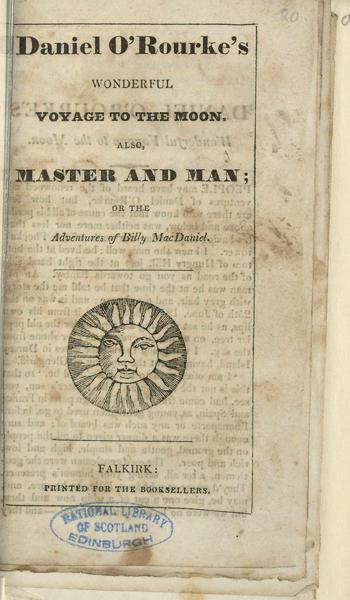 Daniel O'Rourke's
WONDERFUL
VOYAGE TO THE MOON.
ALSO,
MASTER AND MAN;
OR THE
Adventures of Billy MacDaniel.
FALKIRK:
PRINTED FOR THE BOOKSELLERS.
NATIONAL LIBRARY
OF SCOTLAND
EDINBURGH